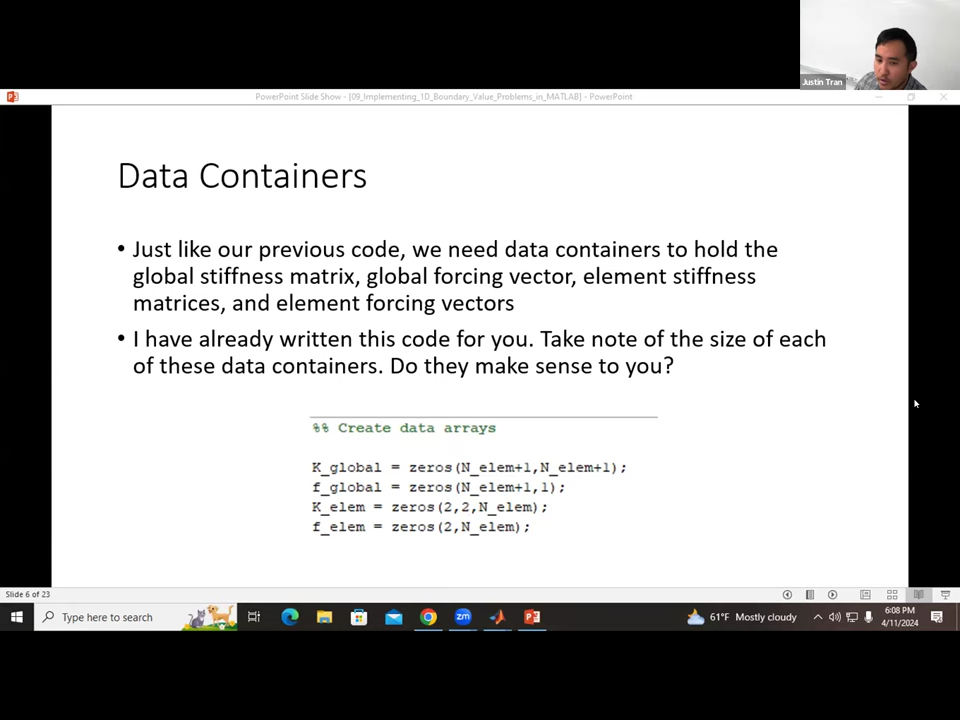 Justin Tran
PowerPoint Slide Show - [09_Implementing_1D_Boundary_Value_Problems_in_MATLAB] - PowerPoint
Data Containers
• Just like our previous code, we need data containers to hold the
global stiffness matrix, global forcing vector, element stiffness
matrices, and element forcing vectors
• I have already written this code for you. Take note of the size of each
of these data containers. Do they make sense to you?
%% Create data arrays
K_global = zeros(N_elem+1,N_elem+1);
f_global = zeros(N_elem+1,1);
K_elem = zeros(2,2,N_elem);
f_elem = zeros(2,N_elem);
Slide 6 of 23
Type here to search
zm
61°F Mostly cloudy
6:08 PM
4/11/2024